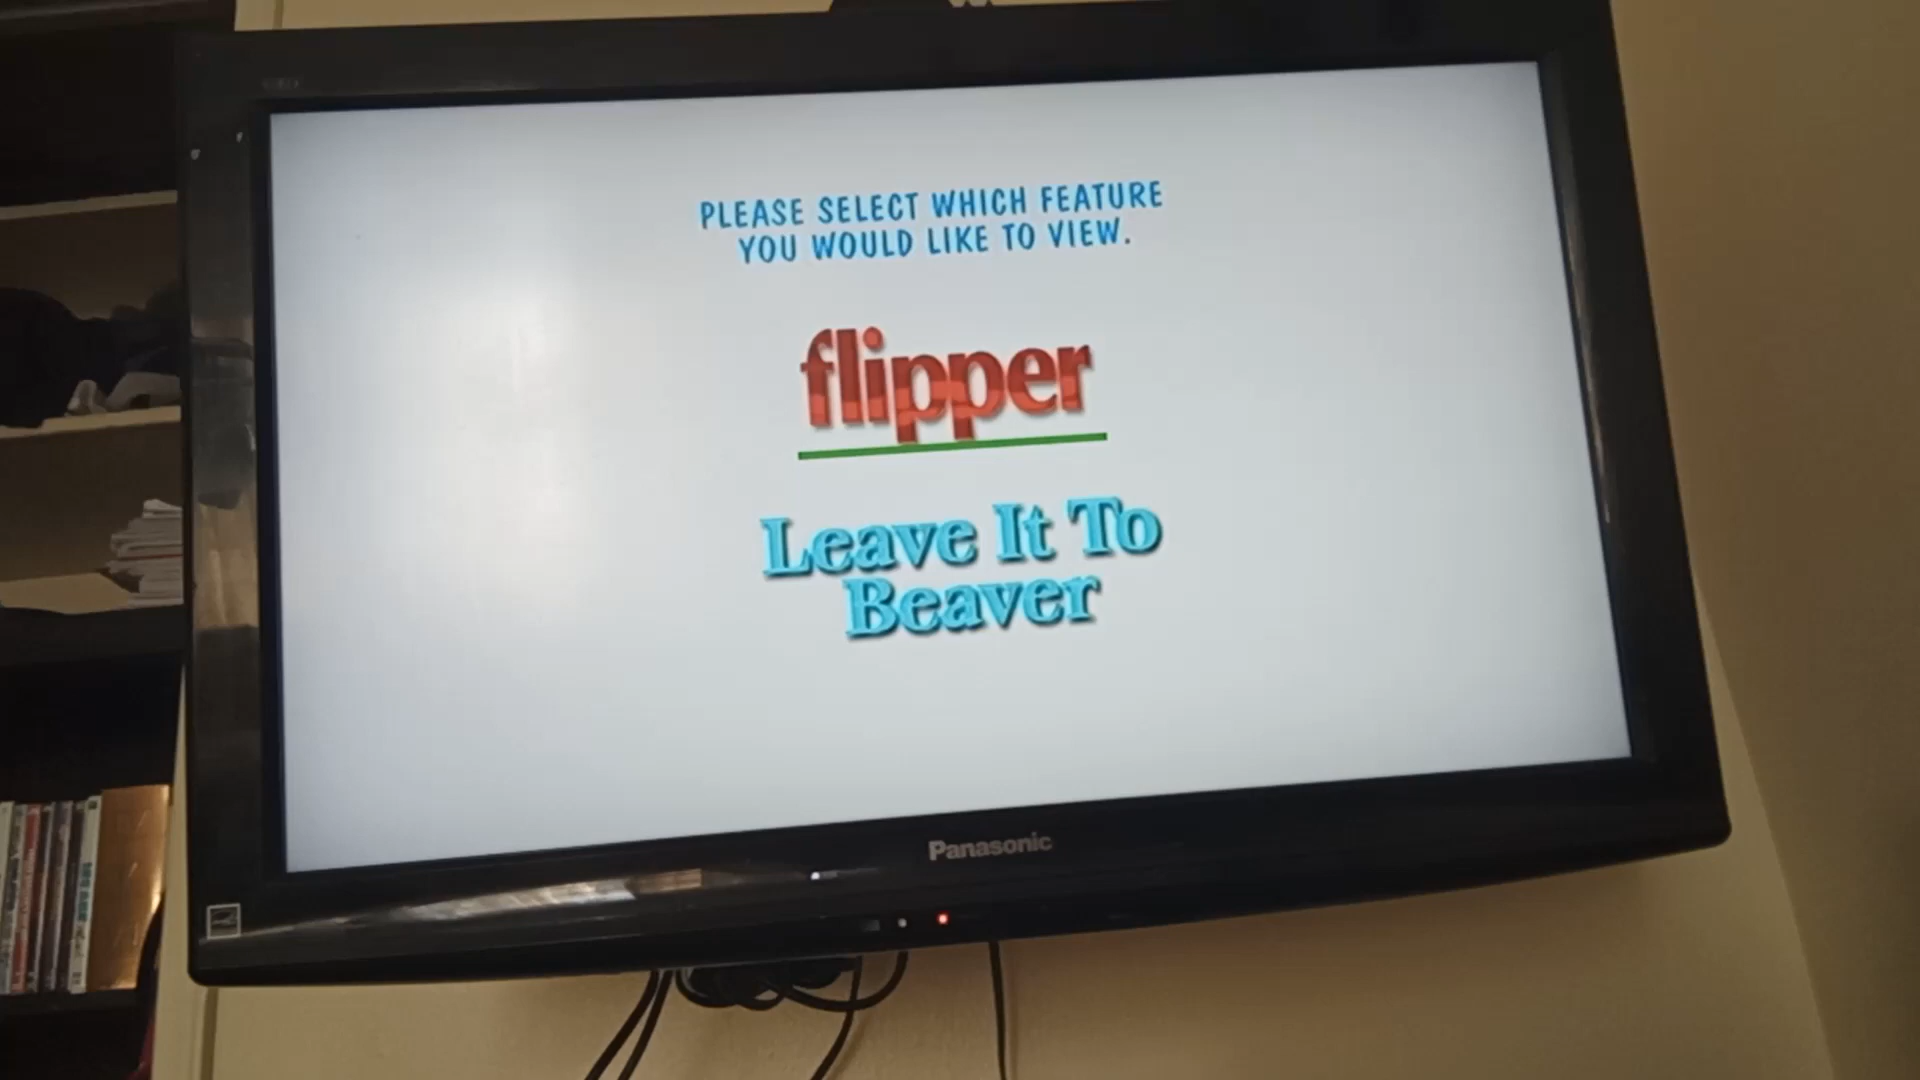 PLEASE SELECT WHICH FEATURE
YOU WOULD LIKE TO VIEW.
flipper
Leave It To
Beaver
Panasonic